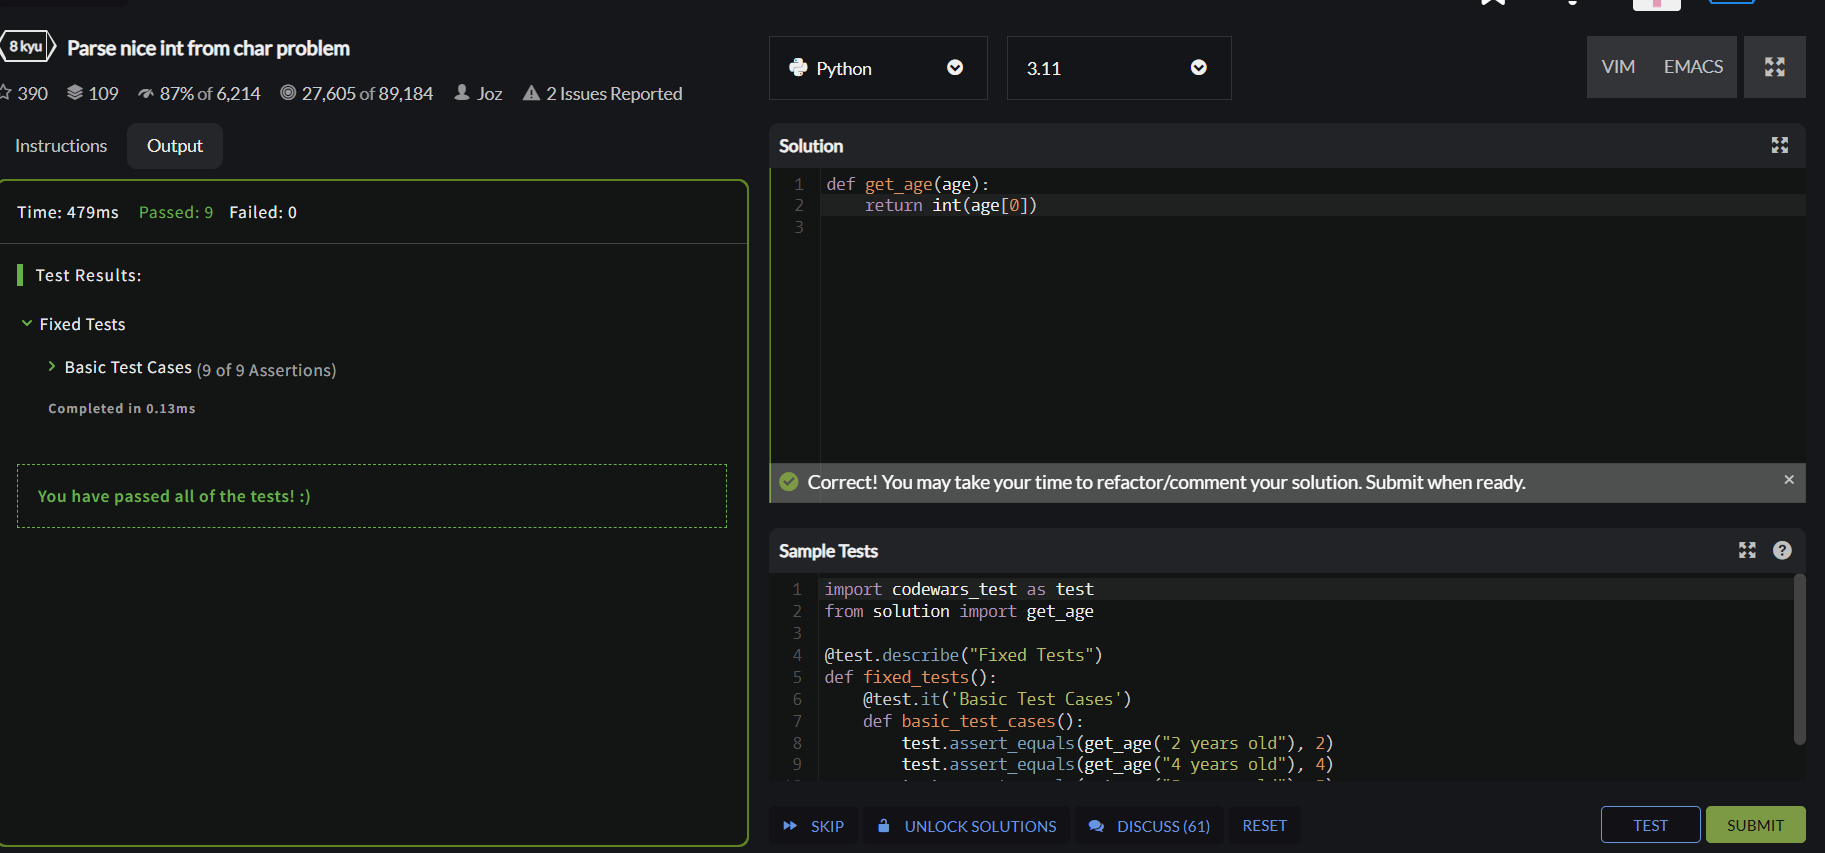 8 kyu Parse nice int from char problem
390 109 87% of 6,214 27,605 of 89,184 Joz 2 Issues Reported
Instructions Output
Time: 479ms Passed: 9 Failed: 0
Test Results:
Fixed Tests
Basic Test Cases (9 of 9 Assertions)
Completed in 0.13ms
You have passed all of the tests! :)
Python 3.11 VIM EMACS
Solution
1 def get_age(age):
2 return int(age[0])
3
Correct! You may take your time to refactor/comment your solution. Submit when ready. ×
Sample Tests ?
1 import codewars_test as test
2 from solution import get_age
3
4 @test.describe("Fixed Tests")
5 def fixed_tests():
6 @test.it('Basic Test Cases')
7 def basic_test_cases():
8 test.assert_equals(get_age("2 years old"), 2)
9 test.assert_equals(get_age("4 years old"), 4)
SKIP UNLOCK SOLUTIONS DISCUSS (61) RESET TEST SUBMIT